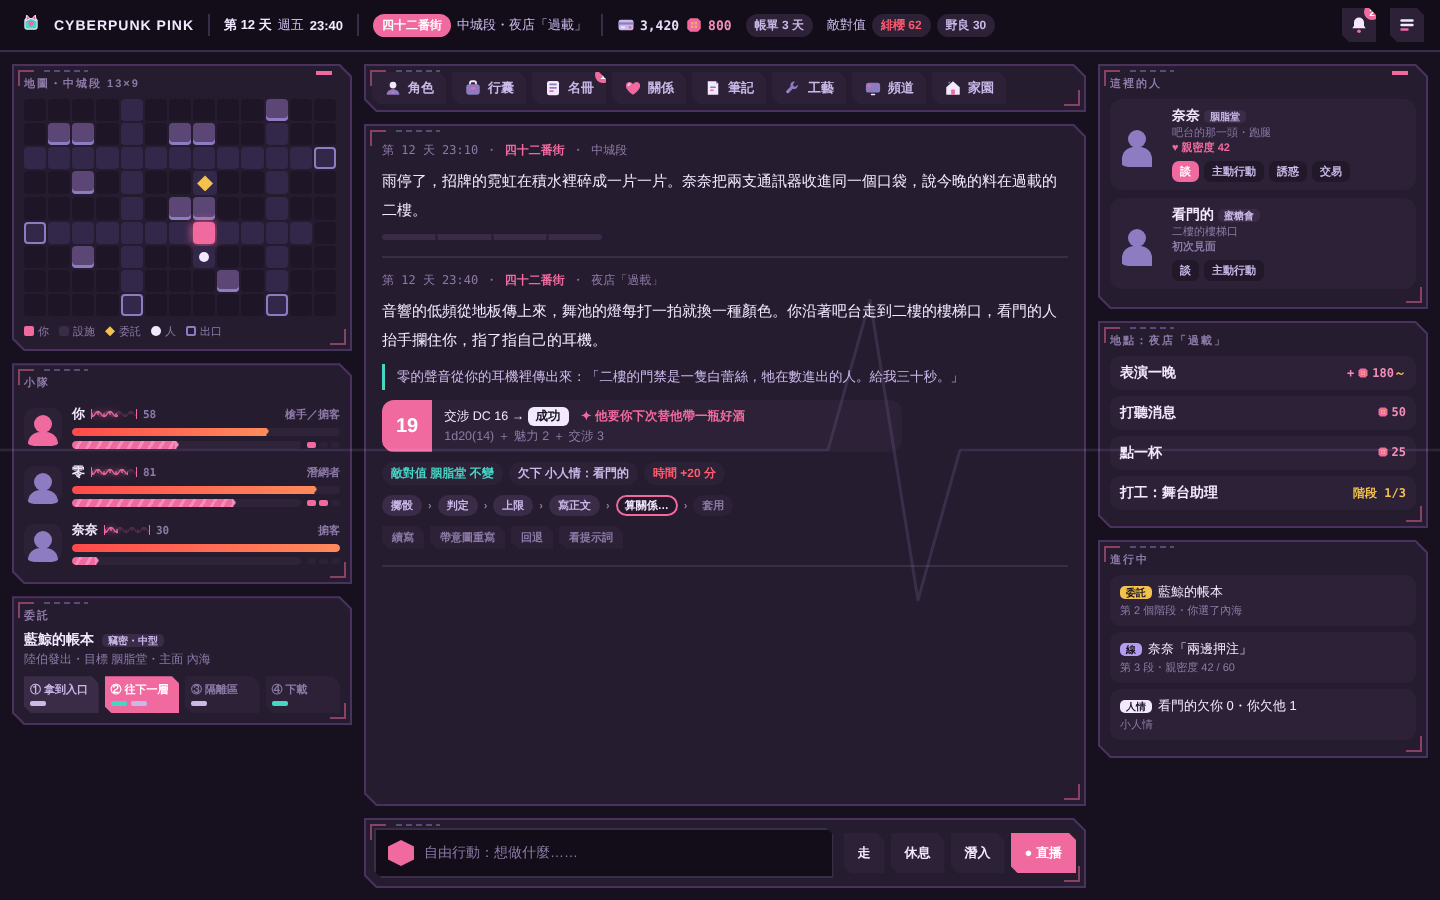 CYBERPUNK PINK 第 12 天 週五 23:40 四十二番街 中城段・夜店「過載」 3,420 800 帳單 3 天 敵對值 緋櫻 62 野良 30
地圖・中城段 13×9
你 設施 委託 人 出口
小隊
你 58 槍手／掮客
零 81 潛網者
奈奈 30 掮客
委託
藍鯨的帳本 竊密・中型
陸伯發出・目標 胭脂堂・主面 內海
① 拿到入口 ② 往下一層 ③ 隔離區 ④ 下載
角色 行囊 名冊 關係 筆記 工藝 頻道 家園
第 12 天 23:10 ・ 四十二番街 ・ 中城段
雨停了，招牌的霓虹在積水裡碎成一片一片。奈奈把兩支通訊器收進同一個口袋，說今晚的料在過載的
二樓。
第 12 天 23:40 ・ 四十二番街 ・ 夜店「過載」
音響的低頻從地板傳上來，舞池的燈每打一拍就換一種顏色。你沿著吧台走到二樓的樓梯口，看門的人
抬手攔住你，指了指自己的耳機。
零的聲音從你的耳機裡傳出來：「二樓的門禁是一隻白蕾絲，牠在數進出的人。給我三十秒。」
19 交涉 DC 16 → 成功 ✦ 他要你下次替他帶一瓶好酒
1d20(14) ＋ 魅力 2 ＋ 交涉 3
敵對值 胭脂堂 不變 欠下 小人情：看門的 時間 +20 分
擲骰 › 判定 › 上限 › 寫正文 › 算關係… › 套用
續寫 帶意圖重寫 回退 看提示詞
自由行動：想做什麼…… 走 休息 潛入 ● 直播
這裡的人
奈奈 胭脂堂
吧台的那一頭・跑腿
♥ 親密度 42
談 主動行動 誘惑 交易
看門的 蜜糖會
二樓的樓梯口
初次見面
談 主動行動
地點：夜店「過載」
表演一晚 + 180～
打聽消息 50
點一杯 25
打工：舞台助理 階段 1/3
進行中
委託 藍鯨的帳本
第 2 個階段・你選了內海
線 奈奈「兩邊押注」
第 3 段・親密度 42 / 60
人情 看門的欠你 0・你欠他 1
小人情